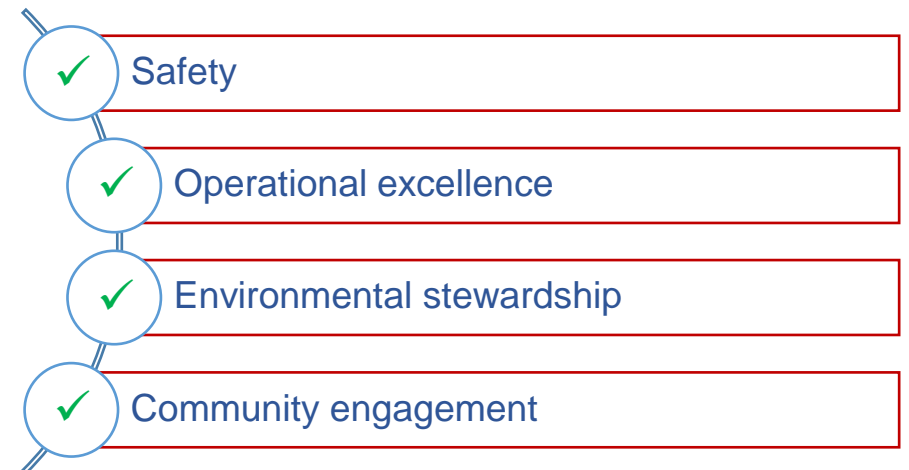 Safety
Operational excellence
Environmental stewardship
Community engagement